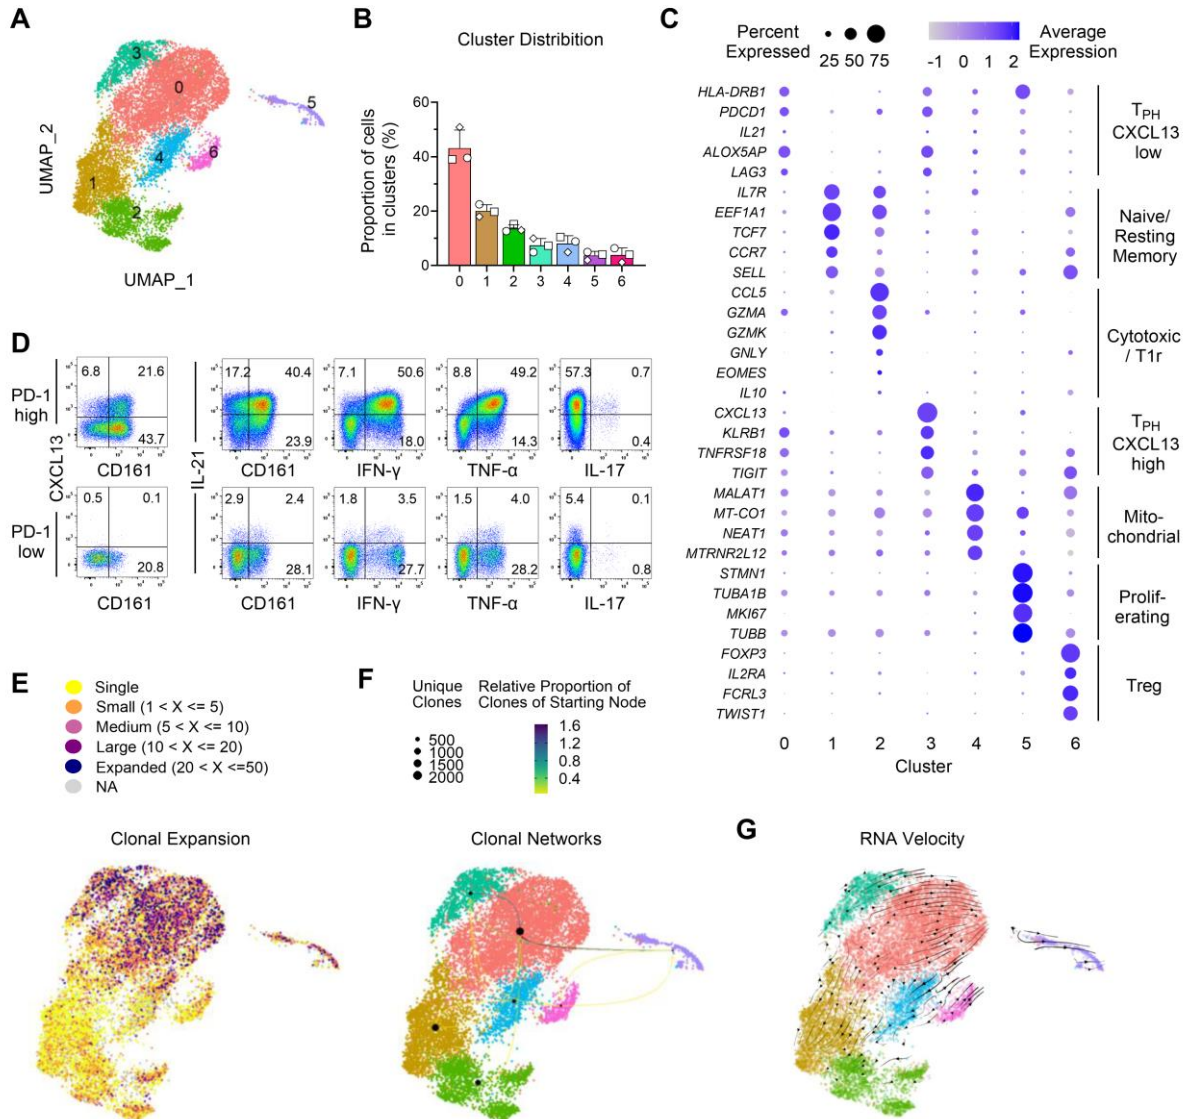 A
3
0
5
4
6
1
2
UMAP_2
UMAP_1
B
Cluster Distribition
Proportion of cells
in clusters (%)
60
40
20
0
0 1 2 3 4 5 6
C
Percent
Expressed
25 50 75
Average
Expression
-1 0 1 2
HLA-DRB1
PDCD1
IL21
ALOX5AP
LAG3
IL7R
EEF1A1
TCF7
CCR7
SELL
CCL5
GZMA
GZMK
GNLY
EOMES
IL10
CXCL13
KLRB1
TNFRSF18
TIGIT
MALAT1
MT-CO1
NEAT1
MTRNR2L12
STMN1
TUBA1B
MKI67
TUBB
FOXP3
IL2RA
FCRL3
TWIST1
TPH
CXCL13
low
Naive/
Resting
Memory
Cytotoxic
/ T1r
TPH
CXCL13
high
Mito-
chondrial
Prolif-
erating
Treg
0 1 2 3 4 5 6
Cluster
D
PD-1
high
CXCL13
6.8 21.6
43.7
CD161
IL-21
17.2 40.4
23.9
CD161
7.1 50.6
18.0
IFN-γ
8.8 49.2
14.3
TNF-α
57.3 0.7
0.4
IL-17
PD-1
low
0.5 0.1
20.8
CD161
2.9 2.4
28.1
CD161
1.8 3.5
27.7
IFN-γ
1.5 4.0
28.2
TNF-α
5.4 0.1
0.8
IL-17
E
Single
Small (1 < X <= 5)
Medium (5 < X <= 10)
Large (10 < X <= 20)
Expanded (20 < X <=50)
NA
Clonal Expansion
F
Unique
Clones
500
1000
1500
2000
Relative Proportion of
Clones of Starting Node
1.6
1.2
0.8
0.4
Clonal Networks
G
RNA Velocity